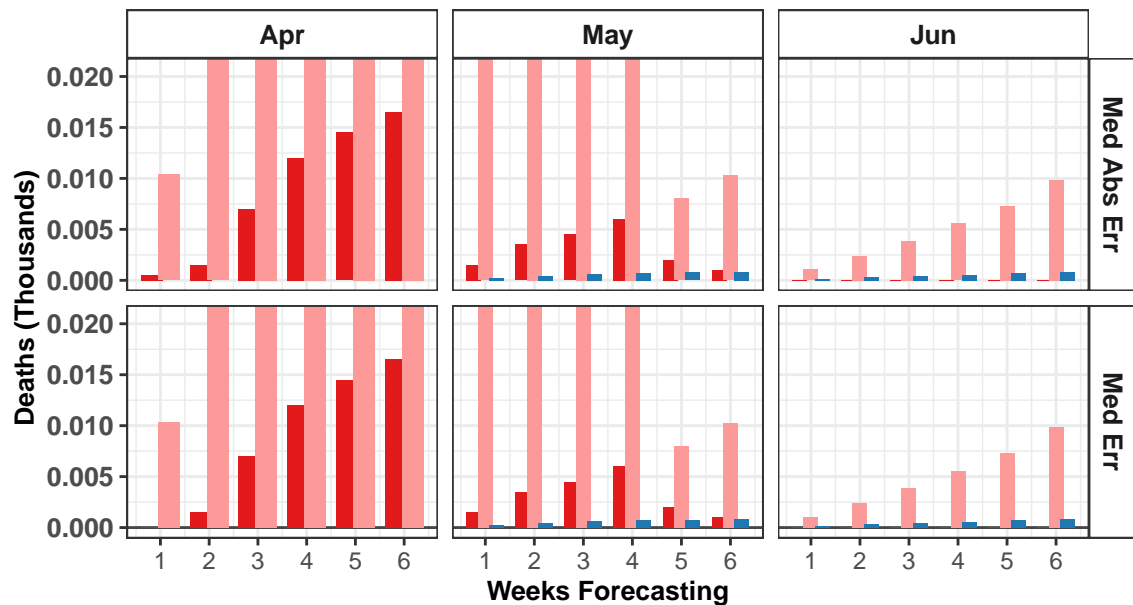 Apr May Jun
Deaths (Thousands)
0.020
0.015
0.010
0.005
0.000
Med Abs Err
0.020
0.015
0.010
0.005
0.000
Med Err
1 2 3 4 5 6 1 2 3 4 5 6 1 2 3 4 5 6
Weeks Forecasting